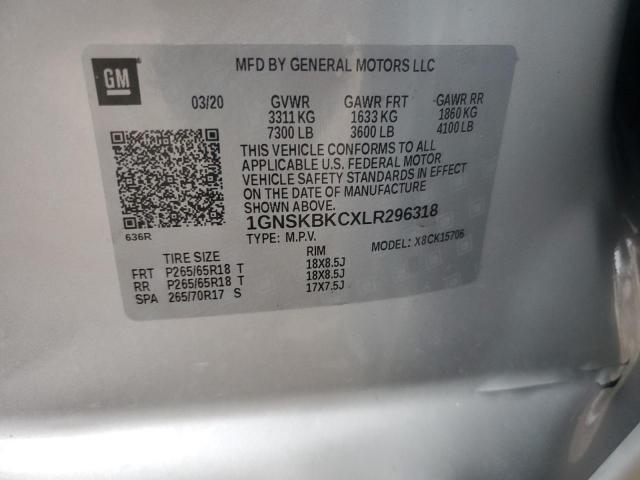 GM
MFD BY GENERAL MOTORS LLC
03/20 GVWR GAWR FRT GAWR RR
3311 KG 1633 KG 1860 KG
7300 LB 3600 LB 4100 LB
THIS VEHICLE CONFORMS TO ALL
APPLICABLE U.S. FEDERAL MOTOR
VEHICLE SAFETY STANDARDS IN EFFECT
ON THE DATE OF MANUFACTURE
SHOWN ABOVE.
1GNSKBKCXLR296318
636R
TYPE: M.P.V. MODEL: X8CK15706
TIRE SIZE RIM
FRT P265/65R18 T 18X8.5J
RR P265/65R18 T 18X8.5J
SPA 265/70R17 S 17X7.5J